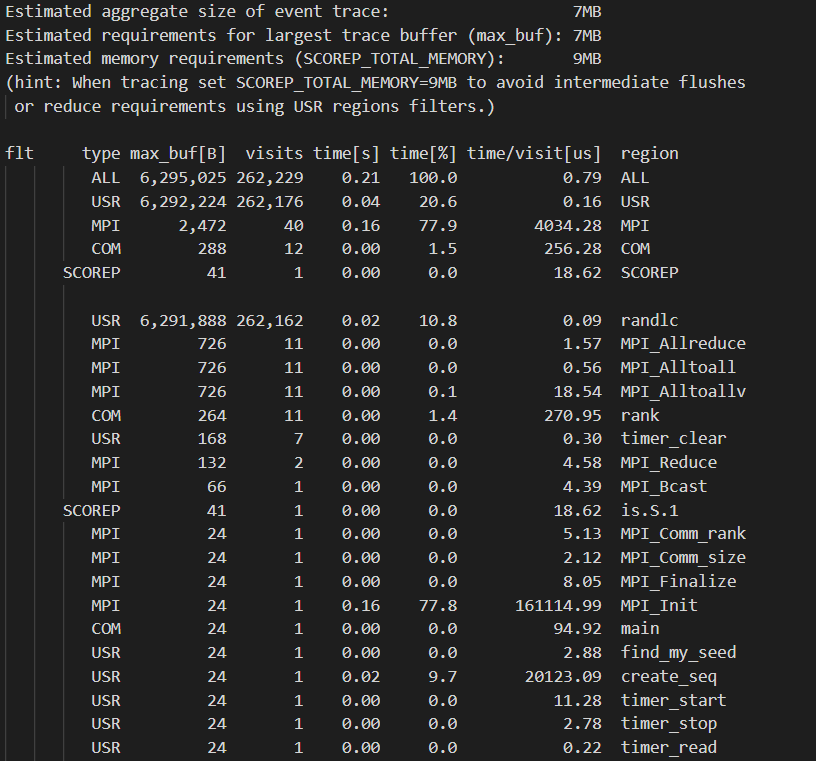 Estimated aggregate size of event trace:                   7MB
Estimated requirements for largest trace buffer (max_buf): 7MB
Estimated memory requirements (SCOREP_TOTAL_MEMORY):       9MB
(hint: When tracing set SCOREP_TOTAL_MEMORY=9MB to avoid intermediate flushes
 or reduce requirements using USR regions filters.)

flt     type max_buf[B]  visits time[s] time[%] time/visit[us]  region
         ALL  6,295,025 262,229    0.21   100.0           0.79  ALL
         USR  6,292,224 262,176    0.04    20.6           0.16  USR
         MPI      2,472      40    0.16    77.9        4034.28  MPI
         COM        288      12    0.00     1.5         256.28  COM
      SCOREP         41       1    0.00     0.0          18.62  SCOREP

         USR  6,291,888 262,162    0.02    10.8           0.09  randlc
         MPI        726      11    0.00     0.0           1.57  MPI_Allreduce
         MPI        726      11    0.00     0.0           0.56  MPI_Alltoall
         MPI        726      11    0.00     0.1          18.54  MPI_Alltoallv
         COM        264      11    0.00     1.4         270.95  rank
         USR        168       7    0.00     0.0           0.30  timer_clear
         MPI        132       2    0.00     0.0           4.58  MPI_Reduce
         MPI         66       1    0.00     0.0           4.39  MPI_Bcast
      SCOREP         41       1    0.00     0.0          18.62  is.S.1
         MPI         24       1    0.00     0.0           5.13  MPI_Comm_rank
         MPI         24       1    0.00     0.0           2.12  MPI_Comm_size
         MPI         24       1    0.00     0.0           8.05  MPI_Finalize
         MPI         24       1    0.16    77.8      161114.99  MPI_Init
         COM         24       1    0.00     0.0          94.92  main
         USR         24       1    0.00     0.0           2.88  find_my_seed
         USR         24       1    0.02     9.7       20123.09  create_seq
         USR         24       1    0.00     0.0          11.28  timer_start
         USR         24       1    0.00     0.0           2.78  timer_stop
         USR         24       1    0.00     0.0           0.22  timer_read